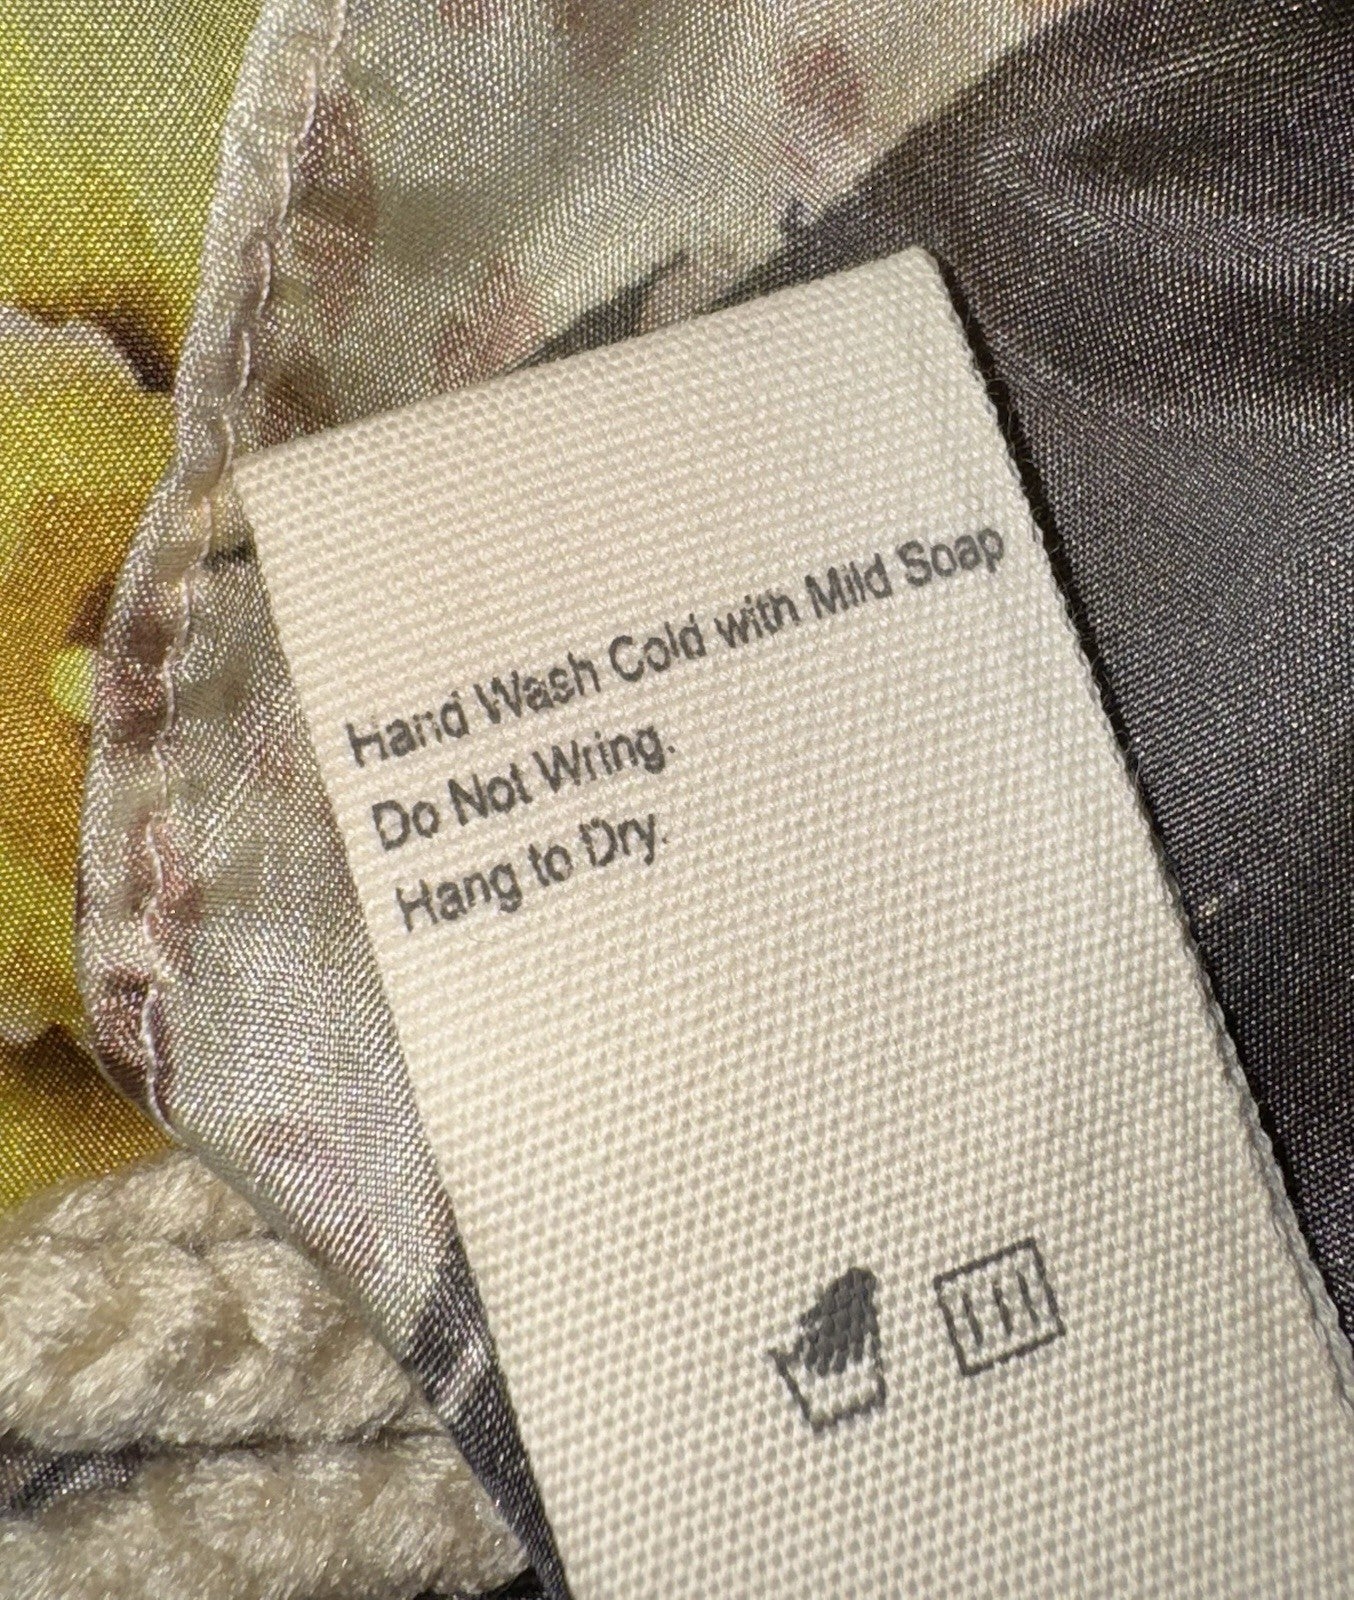 Hand Wash Cold with Mild Soap
Do Not Wring.
Hang to Dry.